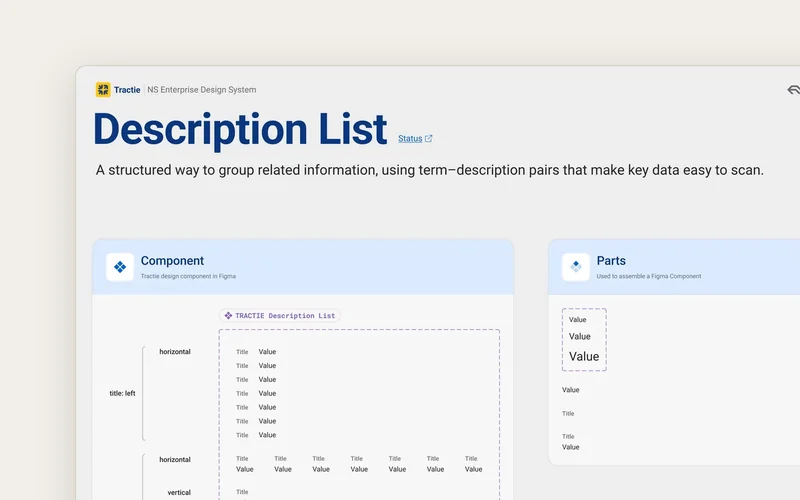 Tractie NS Enterprise Design System
Description List Status
A structured way to group related information, using term–description pairs that make key data easy to scan.
Component
Tractie design component in Figma
TRACTIE Description List
horizontal
title: left
Title Value
Title Value
Title Value
Title Value
Title Value
Title Value
Title Value
horizontal
Title Title Title Title Title Title Title
Value Value Value Value Value Value Value
vertical
Title
Parts
Used to assemble a Figma Component
Value
Value
Value
Value
Title
Title
Value